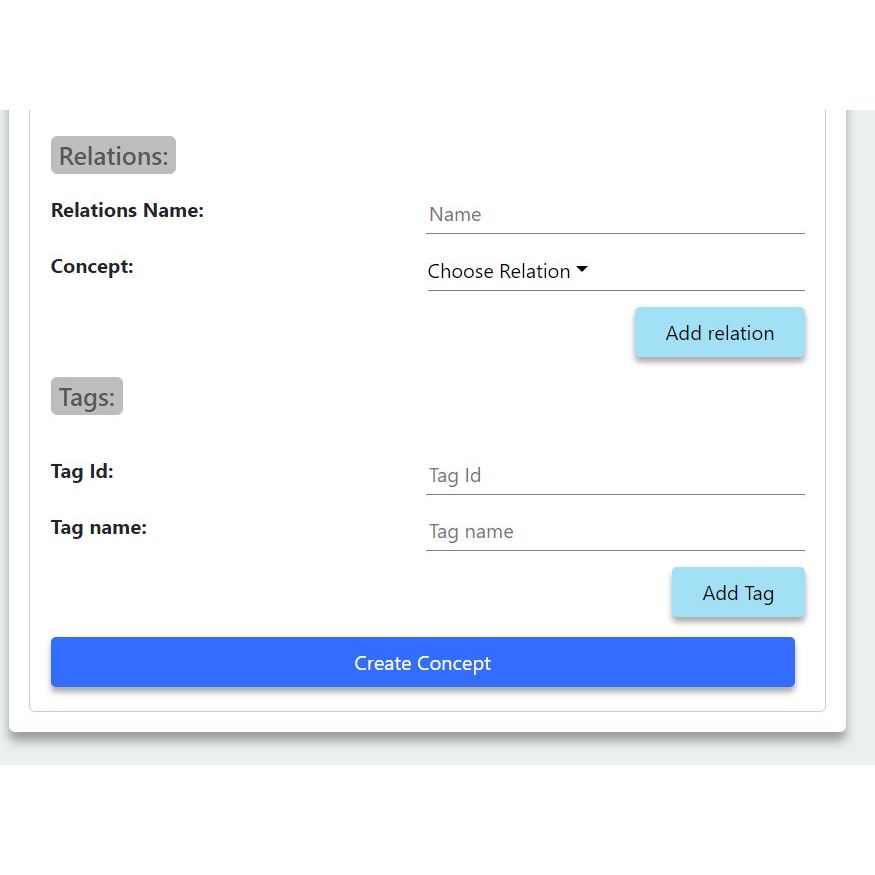 Relations:
Relations Name:
Name
Concept:
Choose Relation
Add relation
Tags:
Tag Id:
Tag Id
Tag name:
Tag name
Add Tag
Create Concept